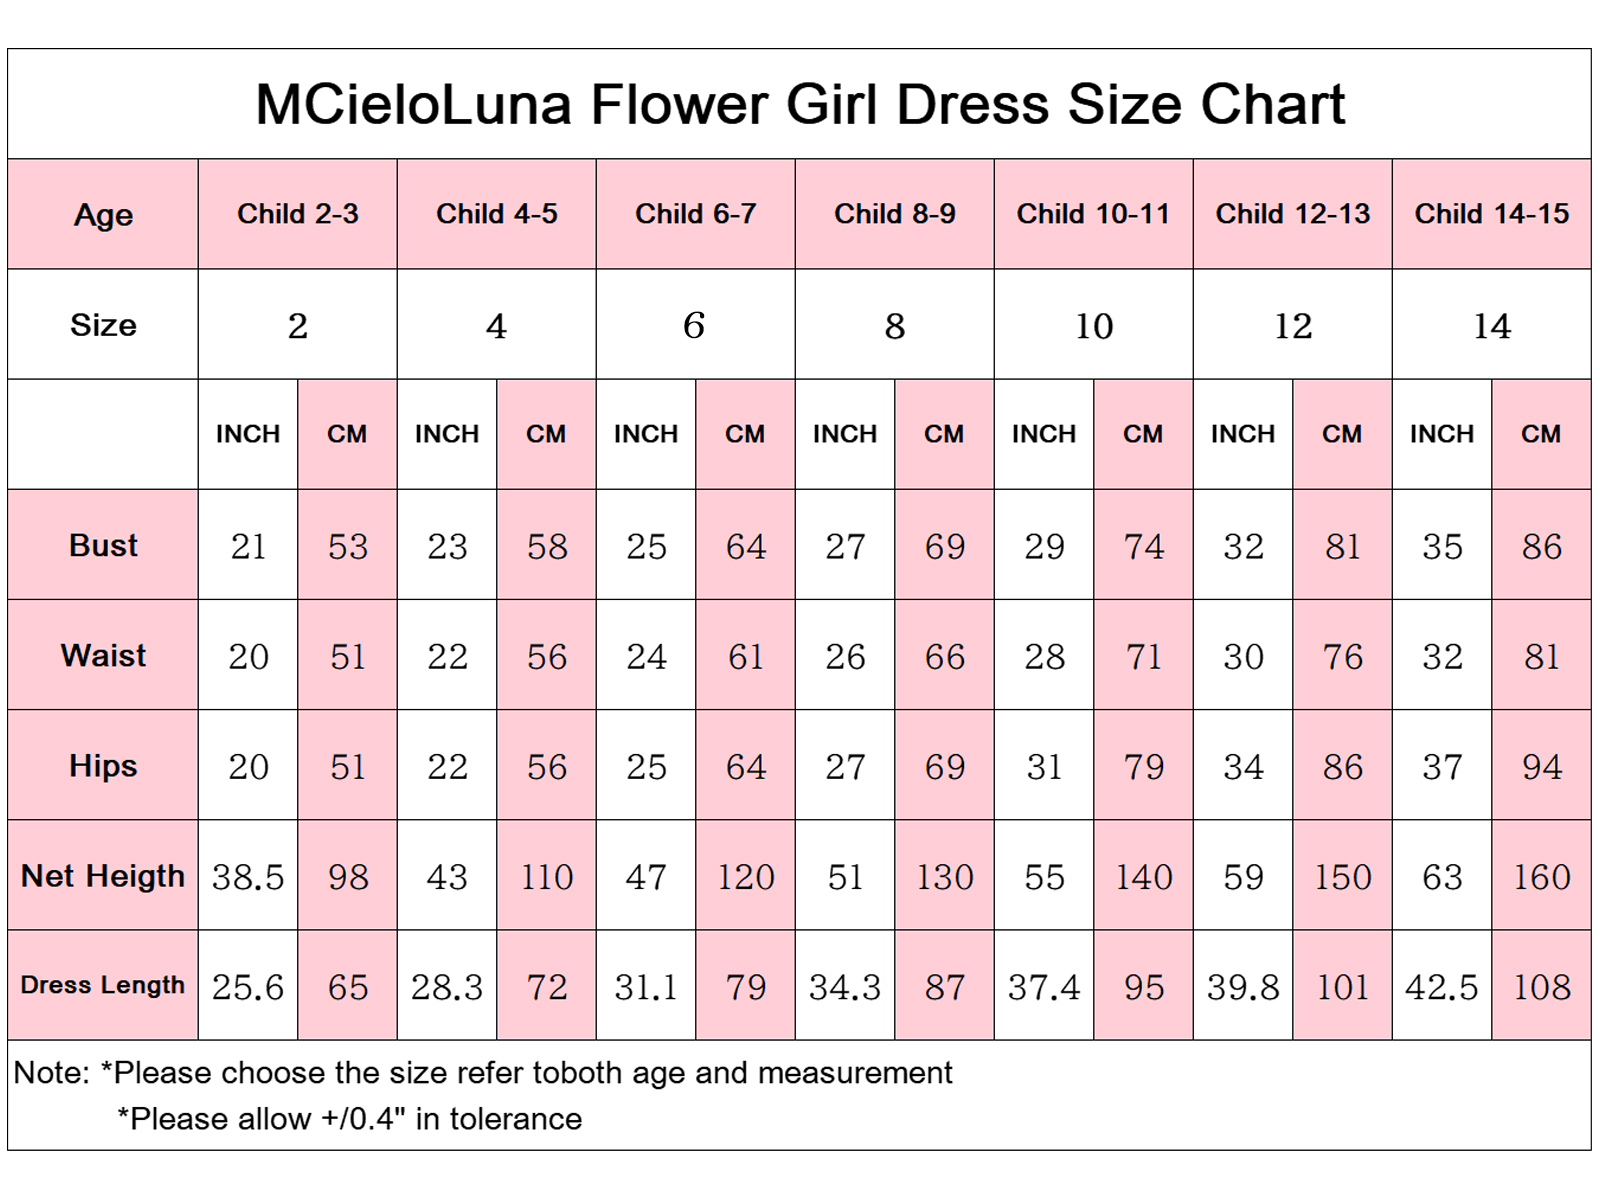 MCieloLuna Flower Girl Dress Size Chart
Age Child 2-3 Child 4-5 Child 6-7 Child 8-9 Child 10-11 Child 12-13 Child 14-15
Size 2 4 6 8 10 12 14
INCH CM INCH CM INCH CM INCH CM INCH CM INCH CM INCH CM
Bust 21 53 23 58 25 64 27 69 29 74 32 81 35 86
Waist 20 51 22 56 24 61 26 66 28 71 30 76 32 81
Hips 20 51 22 56 25 64 27 69 31 79 34 86 37 94
Net Heigth 38.5 98 43 110 47 120 51 130 55 140 59 150 63 160
Dress Length 25.6 65 28.3 72 31.1 79 34.3 87 37.4 95 39.8 101 42.5 108
Note: *Please choose the size refer toboth age and measurement
*Please allow +/0.4" in tolerance